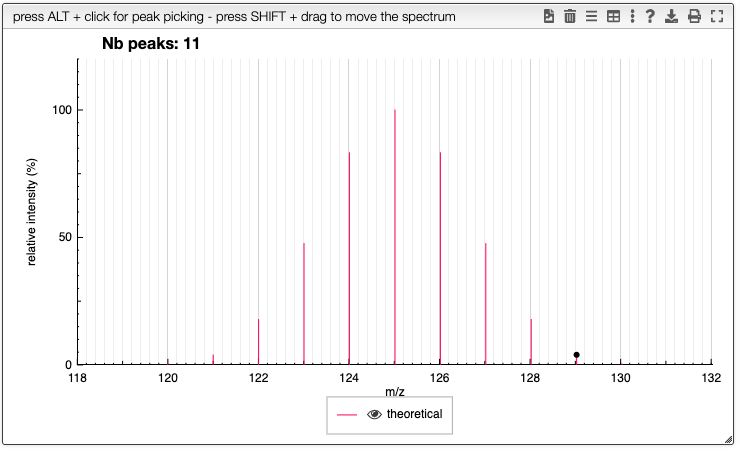 press ALT + click for peak picking - press SHIFT + drag to move the spectrum
Nb peaks: 11
relative intensity (%)
100
50
0
118 120 122 124 126 128 130 132
m/z
theoretical